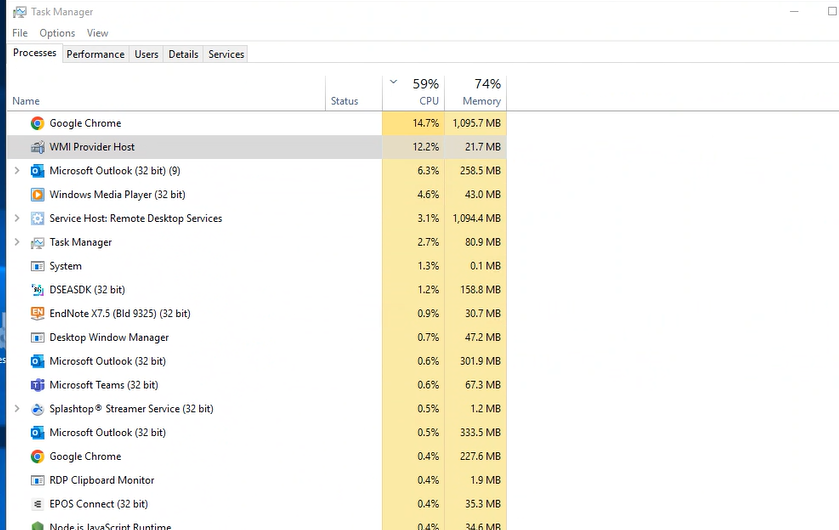 Task Manager
File Options View
Processes Performance Users Details Services
59% 74%
Name Status CPU Memory
Google Chrome 14.7% 1,095.7 MB
WMI Provider Host 12.2% 21.7 MB
Microsoft Outlook (32 bit) (9) 6.3% 258.5 MB
Windows Media Player (32 bit) 4.6% 43.0 MB
Service Host: Remote Desktop Services 3.1% 1,094.4 MB
Task Manager 2.7% 80.9 MB
System 1.3% 0.1 MB
DSEASDK (32 bit) 1.2% 158.8 MB
EndNote X7.5 (Bld 9325) (32 bit) 0.9% 30.7 MB
Desktop Window Manager 0.7% 47.2 MB
Microsoft Outlook (32 bit) 0.6% 301.9 MB
Microsoft Teams (32 bit) 0.6% 67.3 MB
Splashtop® Streamer Service (32 bit) 0.5% 1.2 MB
Microsoft Outlook (32 bit) 0.5% 333.5 MB
Google Chrome 0.4% 227.6 MB
RDP Clipboard Monitor 0.4% 1.9 MB
EPOS Connect (32 bit) 0.4% 35.3 MB
Node.js JavaScript Runtime 0.4% 34.6 MB